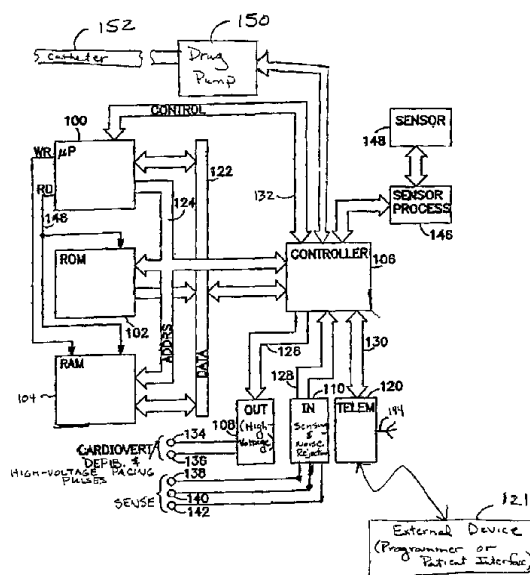 152
150
Catheter
Drug
Pump
100
CONTROL
μP
WR
RD
122
148
SENSOR
148
124
132
SENSOR
PROCESS
146
ROM
102
CONTROLLER
106
ADDRS
DATA
RAM
104
126
128
110
130
120
108
OUT
(High-
Voltage)
IN
Sensing
& Noise
Rejection
TELEM
144
134
CARDIOVERT
DEFIB. &
HIGH-VOLTAGE PACING
PULSES
136
138
SENSE
140
142
121
External Device
(Programmer or
Patient Interface)